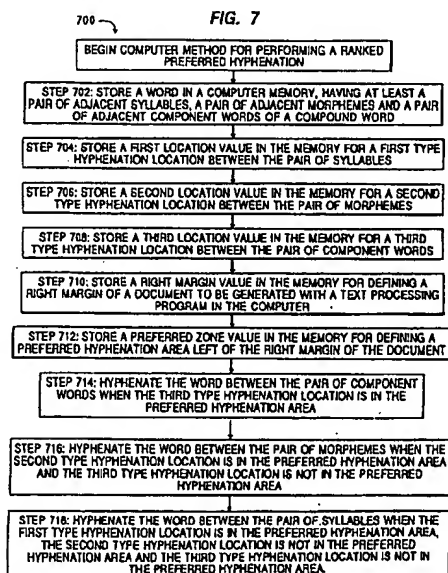 FIG. 7
700
BEGIN COMPUTER METHOD FOR PERFORMING A RANKED
PREFERRED HYPHENATION
STEP 702: STORE A WORD IN A COMPUTER MEMORY, HAVING AT LEAST A
PAIR OF ADJACENT SYLLABLES, A PAIR OF ADJACENT MORPHEMES AND A PAIR
OF ADJACENT COMPONENT WORDS OF A COMPOUND WORD
STEP 704: STORE A FIRST LOCATION VALUE IN THE MEMORY FOR A FIRST
TYPE HYPHENATION LOCATION BETWEEN THE PAIR OF SYLLABLES
STEP 706: STORE A SECOND LOCATION VALUE IN THE MEMORY FOR A SECOND
TYPE HYPHENATION LOCATION BETWEEN THE PAIR OF MORPHEMES
STEP 708: STORE A THIRD LOCATION VALUE IN THE MEMORY FOR A THIRD
TYPE HYPHENATION LOCATION BETWEEN THE PAIR OF COMPONENT WORDS
STEP 710: STORE A RIGHT MARGIN VALUE IN THE MEMORY FOR DEFINING A
RIGHT MARGIN OF A DOCUMENT TO BE GENERATED WITH A TEXT PROCESSING
PROGRAM IN THE COMPUTER
STEP 712: STORE A PREFERRED ZONE VALUE IN THE MEMORY FOR DEFINING A
PREFERRED HYPHENATION AREA LEFT OF THE RIGHT MARGIN OF THE DOCUMENT
STEP 714: HYPHENATE THE WORD BETWEEN THE PAIR OF COMPONENT
WORDS WHEN THE THIRD TYPE HYPHENATION LOCATION IS IN THE
PREFERRED HYPHENATION AREA
STEP 716: HYPHENATE THE WORD BETWEEN THE PAIR OF MORPHEMES WHEN THE
SECOND TYPE HYPHENATION LOCATION IS IN THE PREFERRED HYPHENATION AREA
AND THE THIRD TYPE HYPHENATION LOCATION IS NOT IN THE PREFERRED
HYPHENATION AREA
STEP 718: HYPHENATE THE WORD BETWEEN THE PAIR OF SYLLABLES WHEN THE
FIRST TYPE HYPHENATION LOCATION IS IN THE PREFERRED HYPHENATION AREA,
THE SECOND TYPE HYPHENATION LOCATION IS NOT IN THE PREFERRED
HYPHENATION AREA AND THE THIRD TYPE HYPHENATION LOCATION IS NOT IN
THE PREFERRED HYPHENATION AREA.